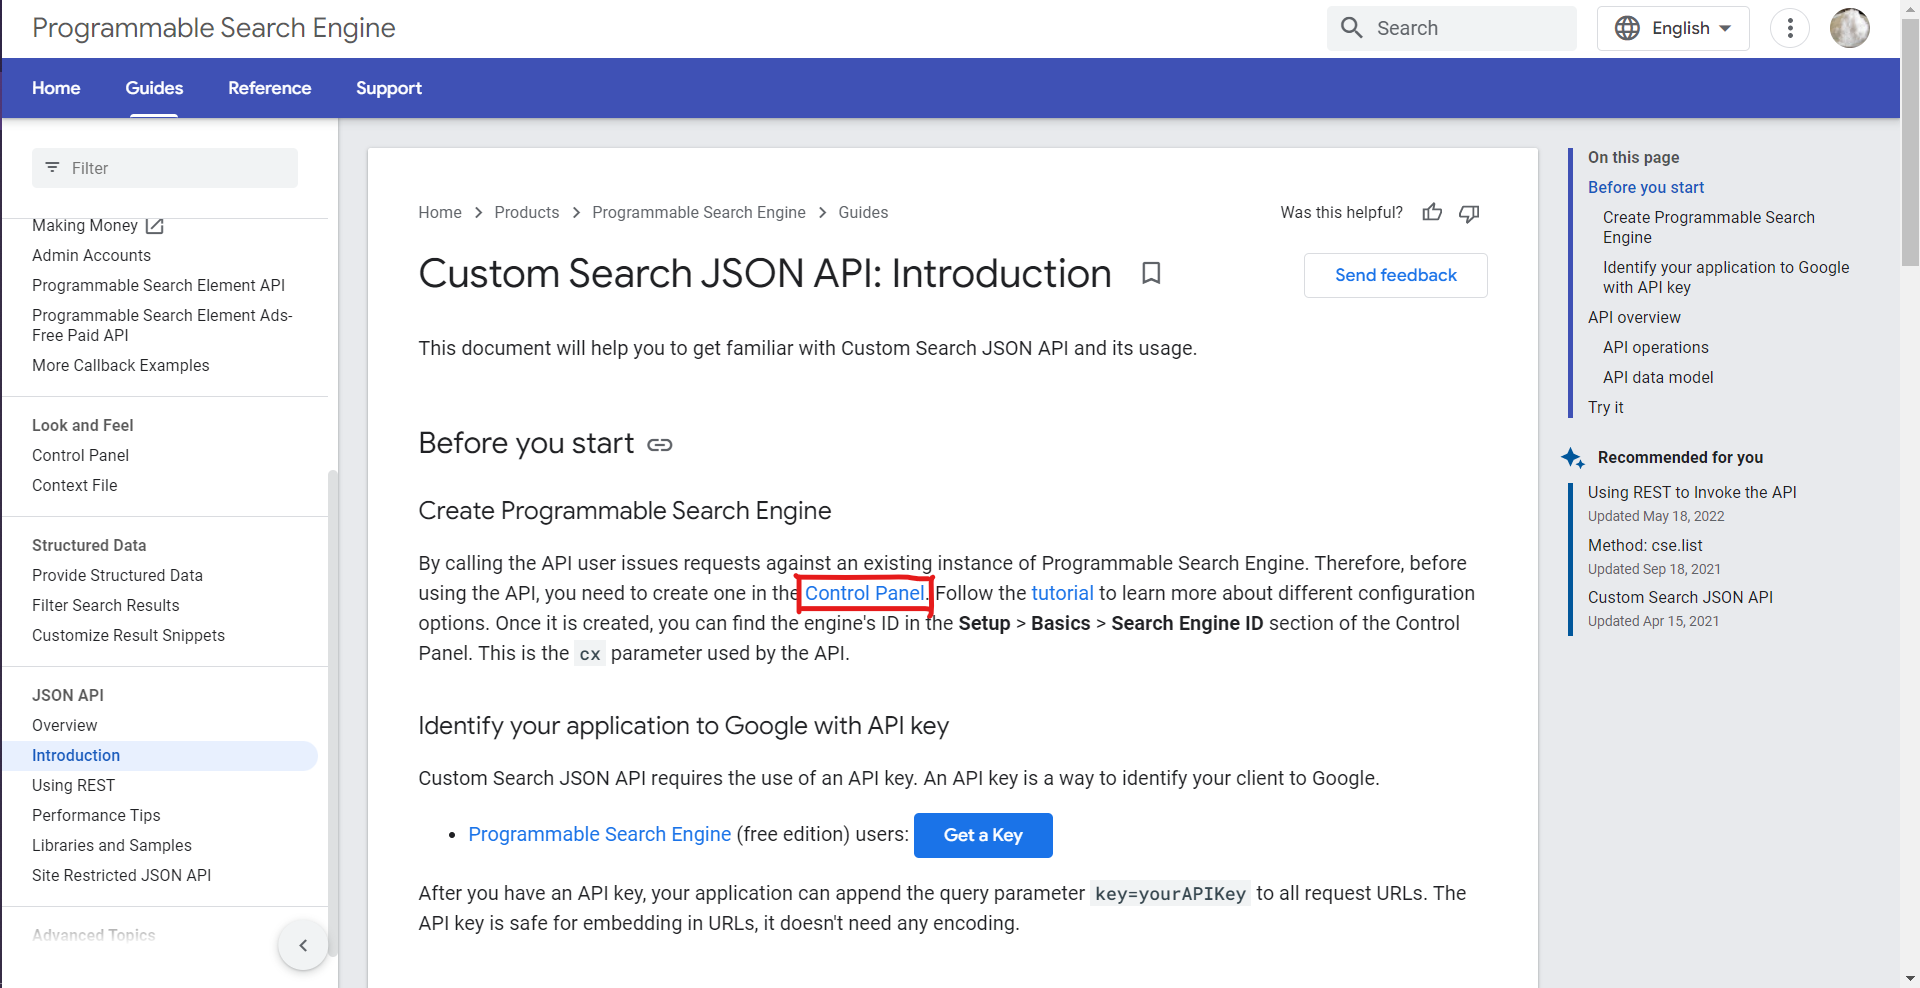 Programmable Search Engine
Search
English
Home
Guides
Reference
Support
Filter
Making Money
Admin Accounts
Programmable Search Element API
Programmable Search Element Ads-
Free Paid API
More Callback Examples
Look and Feel
Control Panel
Context File
Structured Data
Provide Structured Data
Filter Search Results
Customize Result Snippets
JSON API
Overview
Introduction
Using REST
Performance Tips
Libraries and Samples
Site Restricted JSON API
Advanced Topics
Home > Products > Programmable Search Engine > Guides
Was this helpful?
Custom Search JSON API: Introduction
Send feedback
This document will help you to get familiar with Custom Search JSON API and its usage.
Before you start
Create Programmable Search Engine
By calling the API user issues requests against an existing instance of Programmable Search Engine. Therefore, before
using the API, you need to create one in the Control Panel. Follow the tutorial to learn more about different configuration
options. Once it is created, you can find the engine's ID in the Setup > Basics > Search Engine ID section of the Control
Panel. This is the cx parameter used by the API.
Identify your application to Google with API key
Custom Search JSON API requires the use of an API key. An API key is a way to identify your client to Google.
• Programmable Search Engine (free edition) users: Get a Key
After you have an API key, your application can append the query parameter key=yourAPIKey to all request URLs. The
API key is safe for embedding in URLs, it doesn't need any encoding.
On this page
Before you start
Create Programmable Search
Engine
Identify your application to Google
with API key
API overview
API operations
API data model
Try it
Recommended for you
Using REST to Invoke the API
Updated May 18, 2022
Method: cse.list
Updated Sep 18, 2021
Custom Search JSON API
Updated Apr 15, 2021